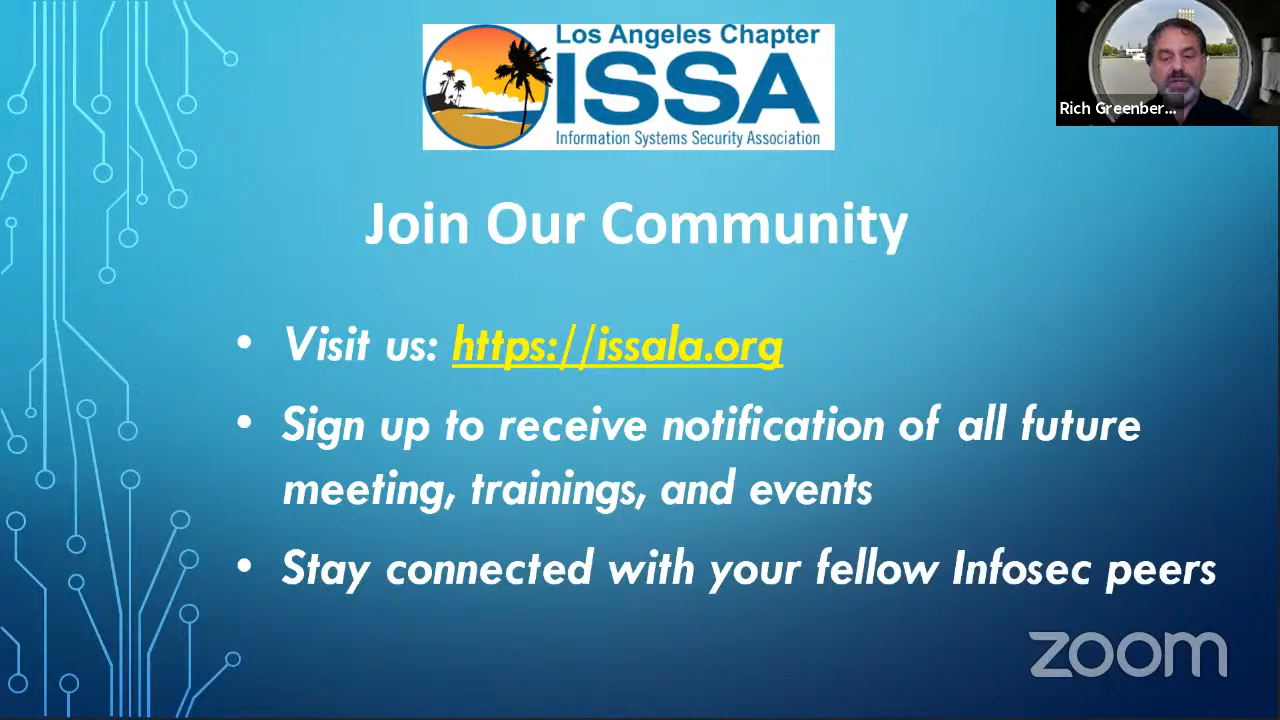 Los Angeles Chapter
ISSA
Information Systems Security Association
Rich Greenber...
Join Our Community
• Visit us: https://issala.org
• Sign up to receive notification of all future
meeting, trainings, and events
• Stay connected with your fellow Infosec peers
zoom